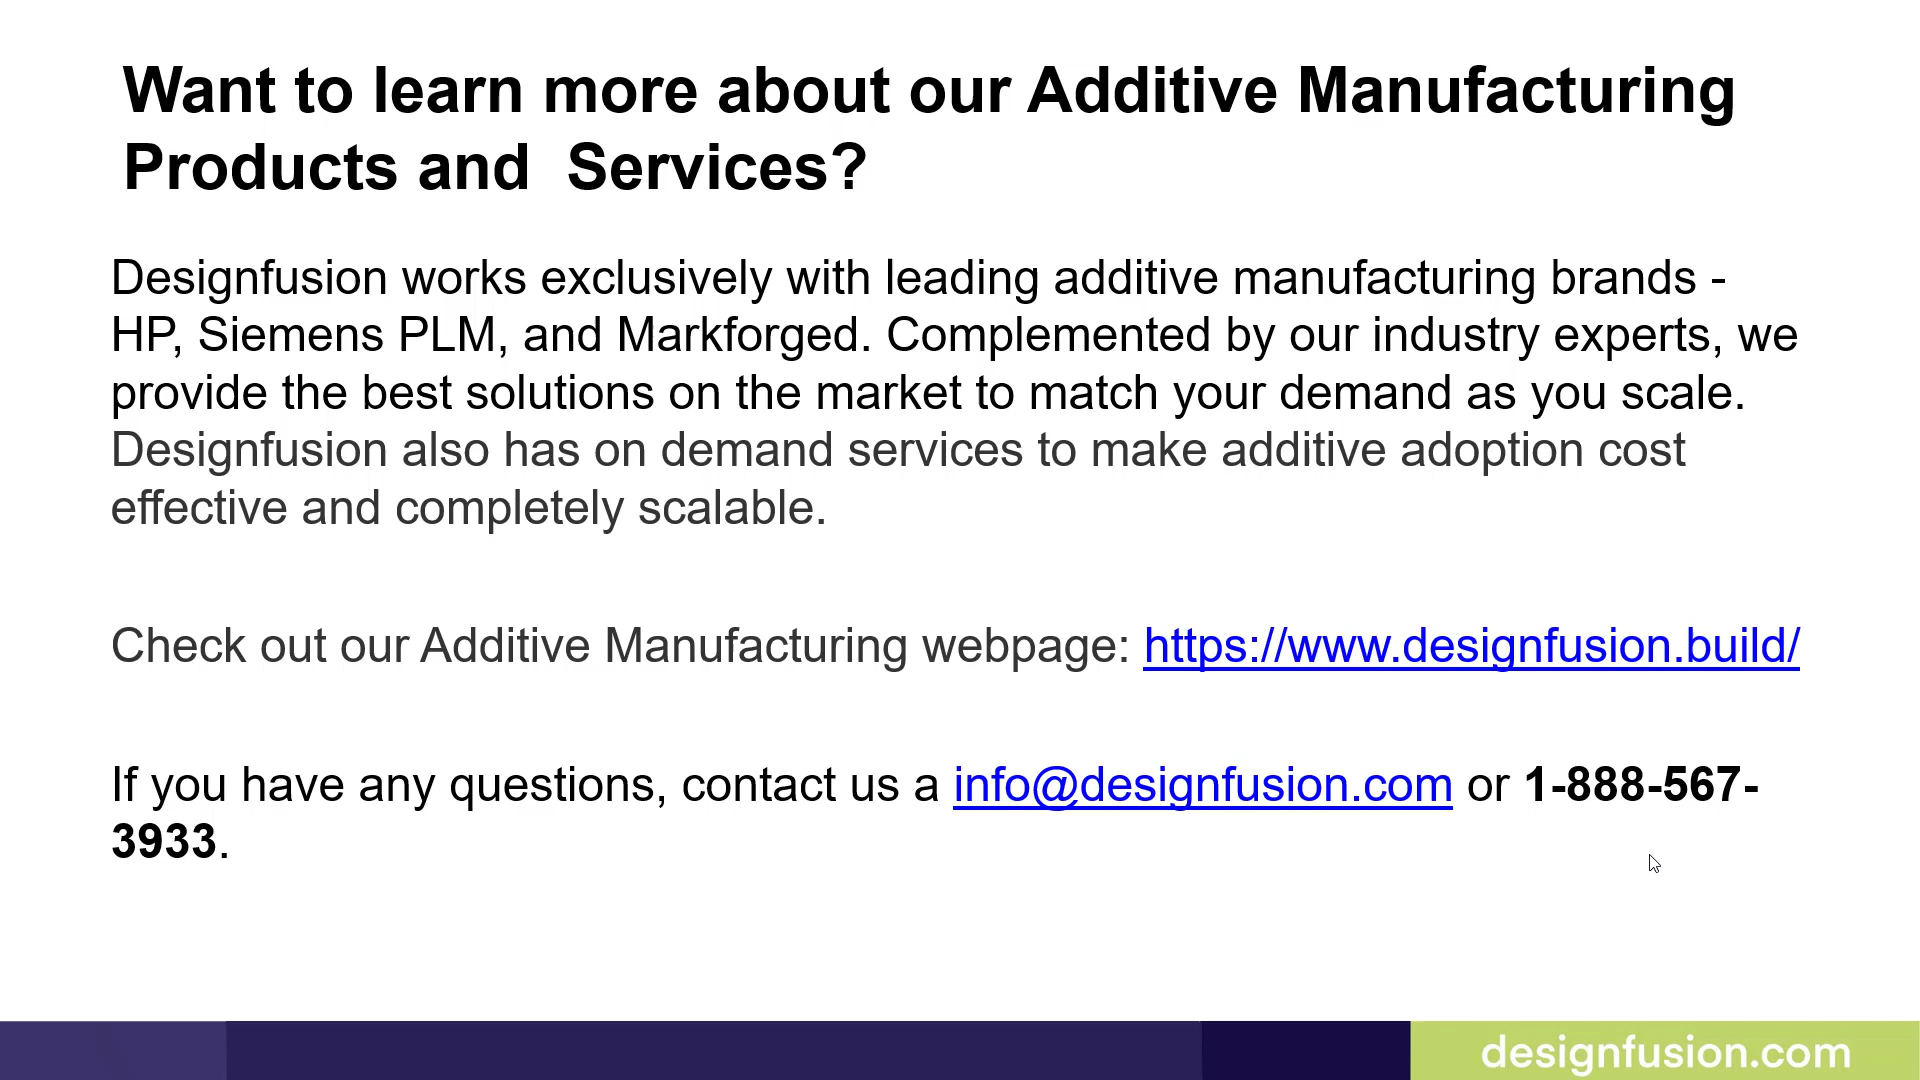 Want to learn more about our Additive Manufacturing
Products and  Services?
Designfusion works exclusively with leading additive manufacturing brands -
HP, Siemens PLM, and Markforged. Complemented by our industry experts, we
provide the best solutions on the market to match your demand as you scale.
Designfusion also has on demand services to make additive adoption cost
effective and completely scalable.
Check out our Additive Manufacturing webpage: https://www.designfusion.build/
If you have any questions, contact us a info@designfusion.com or 1-888-567-
3933.
designfusion.com